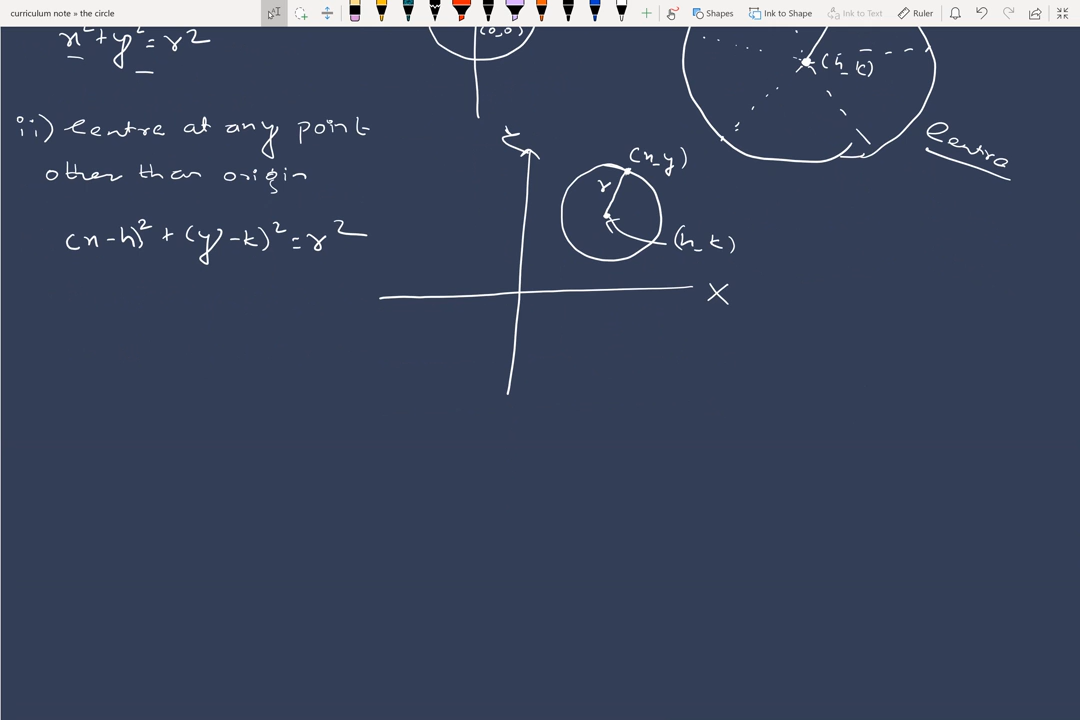 curriculum note » the circle
Shapes Ink to Shape Ink to Text Ruler
x²+y²=r2
(0,0)
(h, k)
Centre
ii) Centre at any point
other than origin
(x-h)²+(y-k)²=r2
Y
(x, y)
r
(h, k)
X